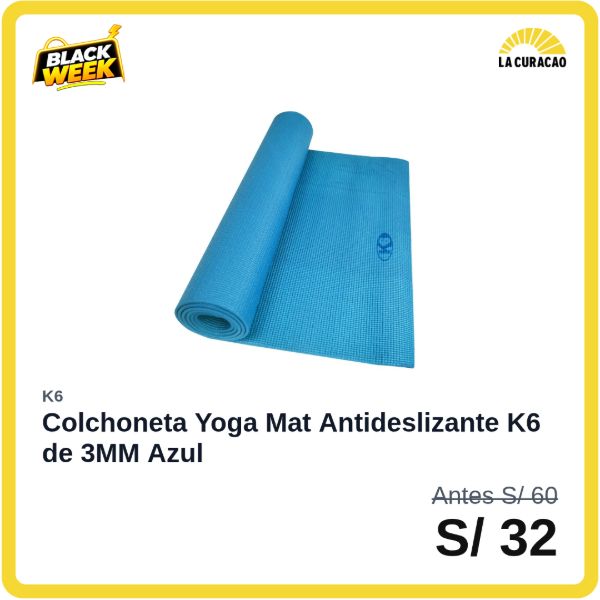 BLACK
WEEK
LA CURACAO
K6
K6
Colchoneta Yoga Mat Antideslizante K6
de 3MM Azul
Antes S/ 60
S/ 32